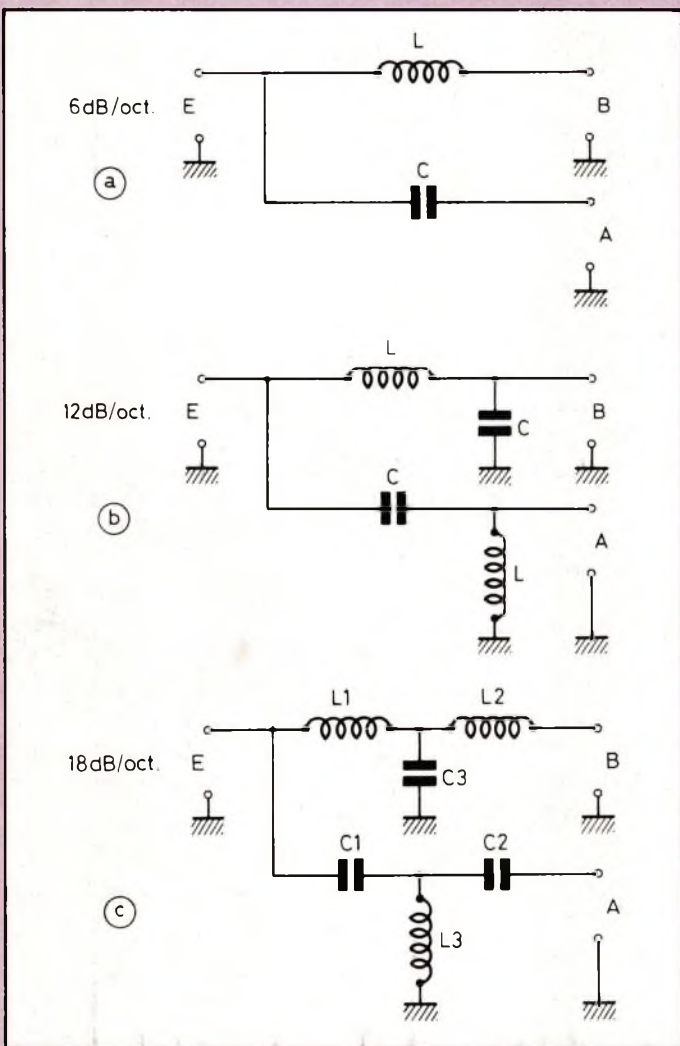 L
6dB/oct. E
B
a
C
A
L
12dB/oct. E
C
B
C
b
A
L
L1 L2
18dB/oct. E
B
C3
C1 C2
c
A
L3